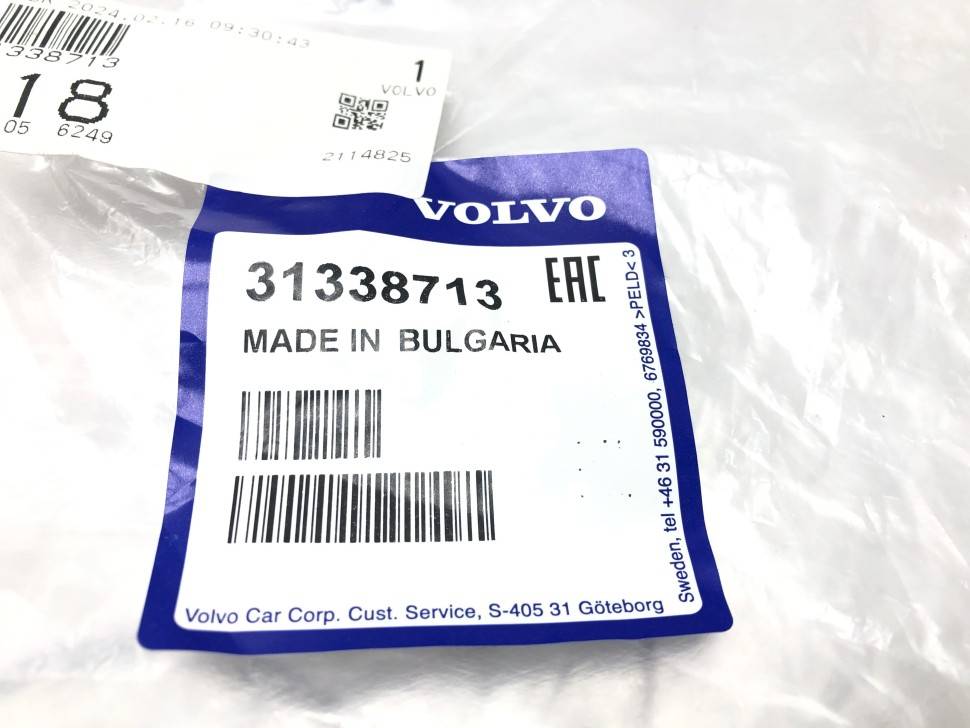 2024.02.16 09:30:43
338713
1
VOLVO
18
05 6249
2114825
VOLVO
31338713 EAC
MADE IN BULGARIA
Volvo Car Corp. Cust. Service, S-405 31 Göteborg
Sweden, tel +46 31 590000, 6769834 >PELD< 3